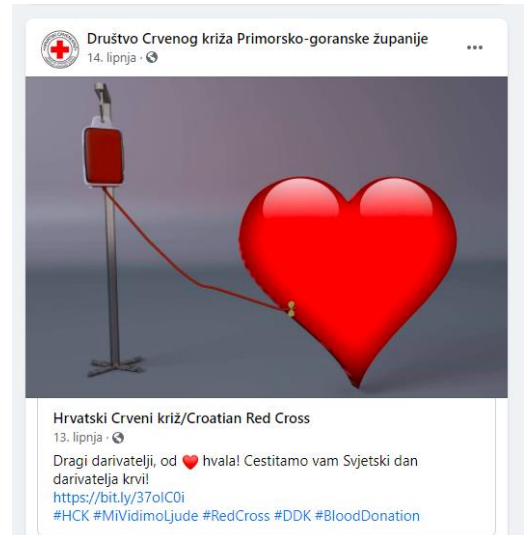 Društvo Crvenog križa Primorsko-goranske županije
14. lipnja ·
Hrvatski Crveni križ/Croatian Red Cross
13. lipnja ·
Dragi darivatelji, od ❤️ hvala! Čestitamo vam Svjetski dan
darivatelja krvi!
https://bit.ly/37olC0i
#HCK #MiVidimoLjude #RedCross #DDK #BloodDonation